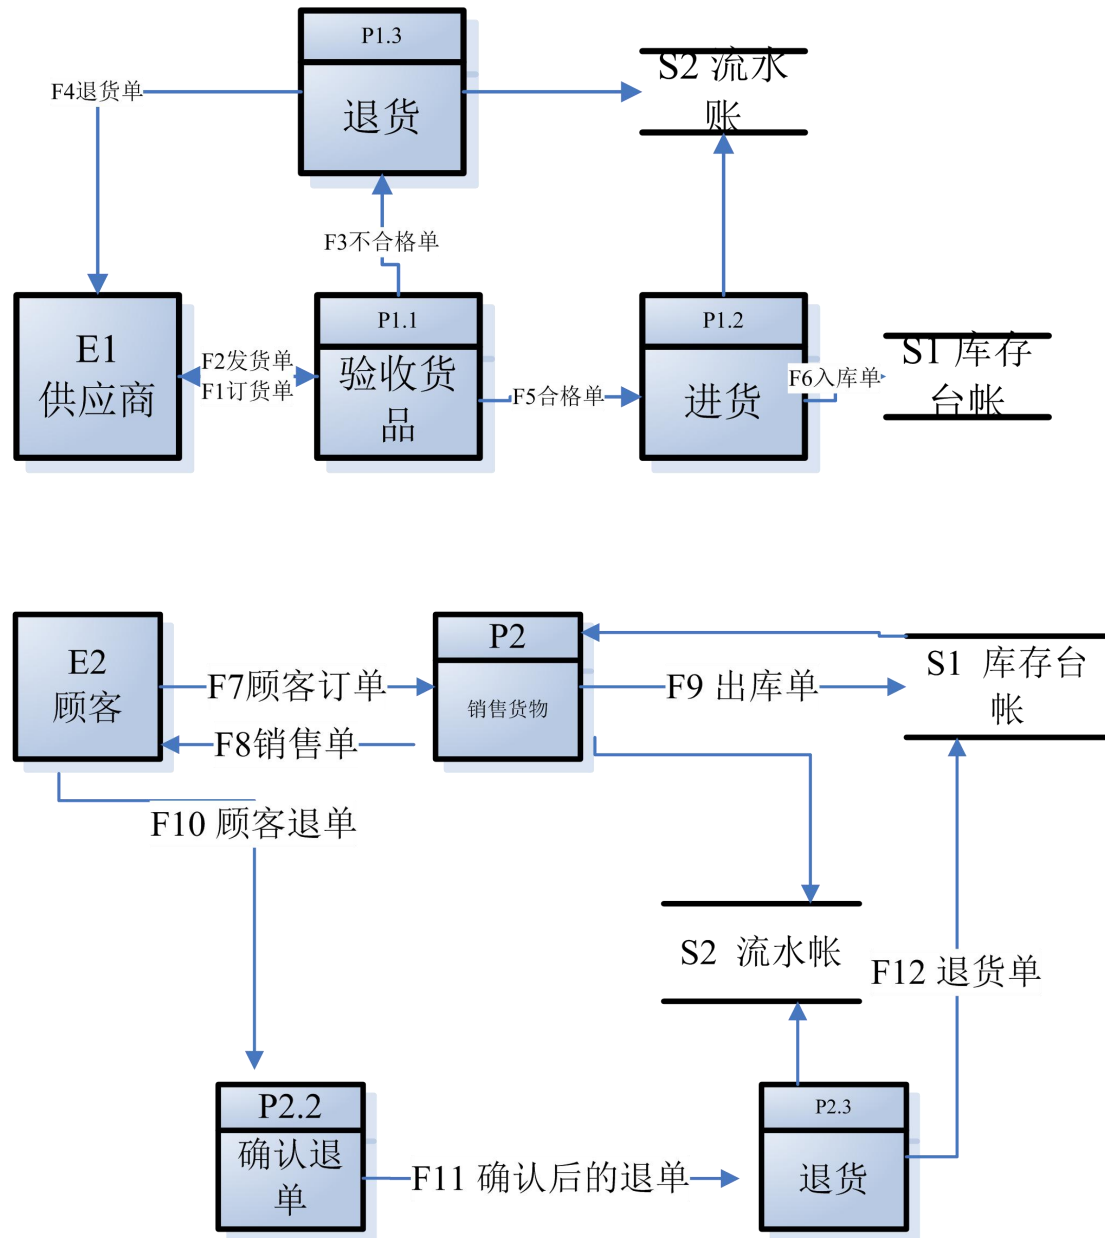 P1.3
退货
S2 流水
账
F4退货单
F3不合格单
E1
供应商
F2发货单
F1订货单
P1.1
验收货
品
F5合格单
P1.2
进货
F6入库单
S1 库存
台帐
E2
顾客
F7顾客订单
F8销售单
P2
销售货物
F9 出库单
S1 库存台
帐
F10 顾客退单
S2 流水帐
F12 退货单
P2.2
确认退
单
F11 确认后的退单
P2.3
退货